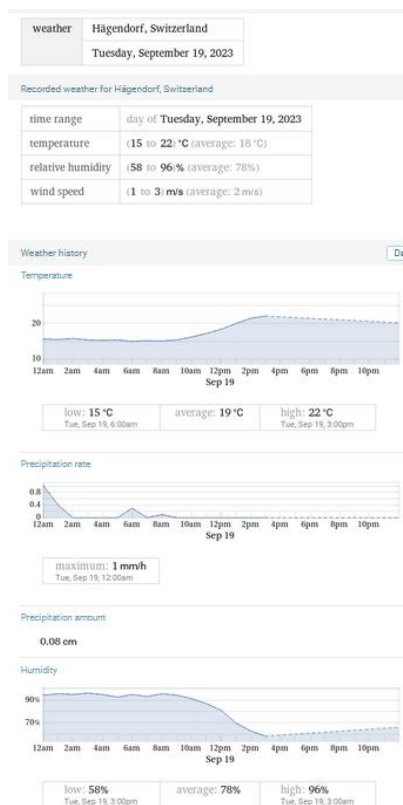 weather Hägendorf, Switzerland
Tuesday, September 19, 2023
Recorded weather for Hägendorf, Switzerland
time range day of Tuesday, September 19, 2023
temperature (15 to 22) °C (average: 18 °C)
relative humidity (58 to 96)% (average: 78%)
wind speed (1 to 3) m/s (average: 2 m/s)
Weather history
Temperature
20
10
12am 2am 4am 6am 8am 10am 12pm 2pm 4pm 6pm 8pm 10pm
Sep 19
low: 15 °C average: 19 °C high: 22 °C
Tue, Sep 19, 6:00am Tue, Sep 19, 3:00pm
Precipitation rate
0.8
0.4
0
12am 2am 4am 6am 8am 10am 12pm 2pm 4pm 6pm 8pm 10pm
Sep 19
maximum: 1 mm/h
Tue, Sep 19, 12:00am
Precipitation amount
0.08 cm
Humidity
90%
70%
12am 2am 4am 6am 8am 10am 12pm 2pm 4pm 6pm 8pm 10pm
Sep 19
low: 58% average: 78% high: 96%
Tue, Sep 19, 3:00pm Tue, Sep 19, 3:00am